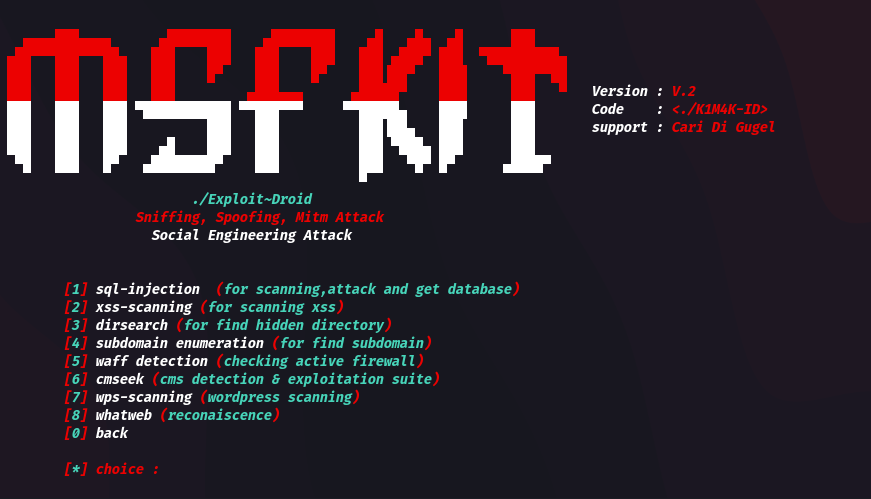 MSFKIT
Version : V.2
Code : <./K1M4K-ID>
support : Cari Di Gugel
./Exploit~Droid
Sniffing, Spoofing, Mitm Attack
Social Engineering Attack
[1] sql-injection (for scanning,attack and get database)
[2] xss-scanning (for scanning xss)
[3] dirsearch (for find hidden directory)
[4] subdomain enumeration (for find subdomain)
[5] waff detection (checking active firewall)
[6] cmseek (cms detection & exploitation suite)
[7] wps-scanning (wordpress scanning)
[8] whatweb (reconaiscence)
[0] back
[*] choice :